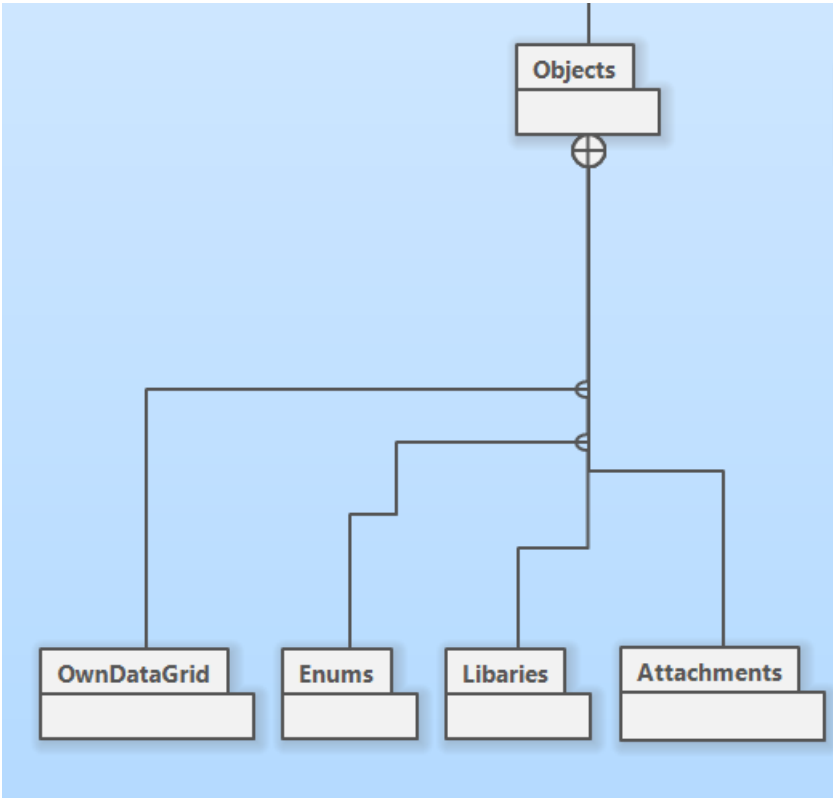 Objects
OwnDataGrid
Enums
Libaries
Attachments